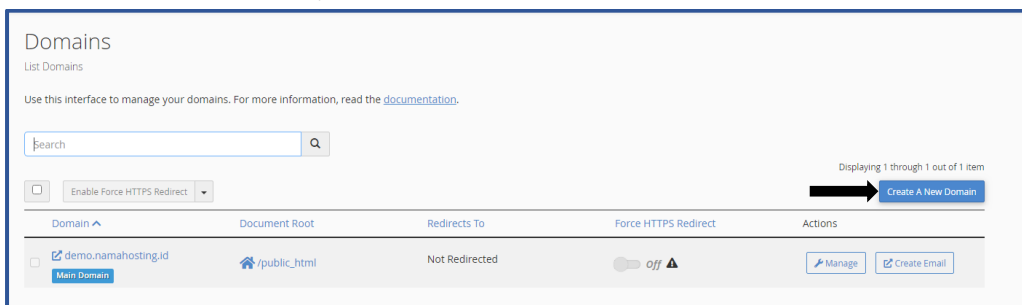 Domains
List Domains
Use this interface to manage your domains. For more information, read the documentation.
Search
Displaying 1 through 1 out of 1 item
Enable Force HTTPS Redirect
Create A New Domain
Domain Document Root Redirects To Force HTTPS Redirect Actions
demo.namahosting.id /public_html Not Redirected Off Manage Create Email
Main Domain